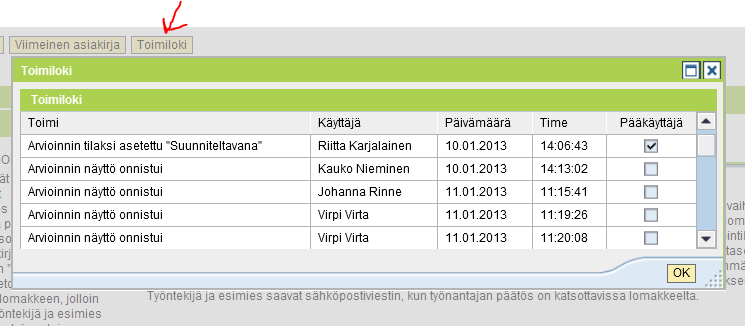 Viimeinen asiakirja Toimiloki
Toimiloki
Toimiloki
Toimi Käyttäjä Päivämäärä Time Pääkäyttäjä
Arvioinnin tilaksi asetettu "Suunniteltavana" Riitta Karjalainen 10.01.2013 14:06:43
Arvioinnin näyttö onnistui Kauko Nieminen 10.01.2013 14:13:02
Arvioinnin näyttö onnistui Johanna Rinne 11.01.2013 11:15:41
Arvioinnin näyttö onnistui Virpi Virta 11.01.2013 11:19:26
Arvioinnin näyttö onnistui Virpi Virta 11.01.2013 11:20:08
OK
lomakkeen, jolloin
öntekijä ja esimies
Työntekijä ja esimies saavat sähköpostiviestin, kun työnantajan päätös on katsottavissa lomakkeelta.